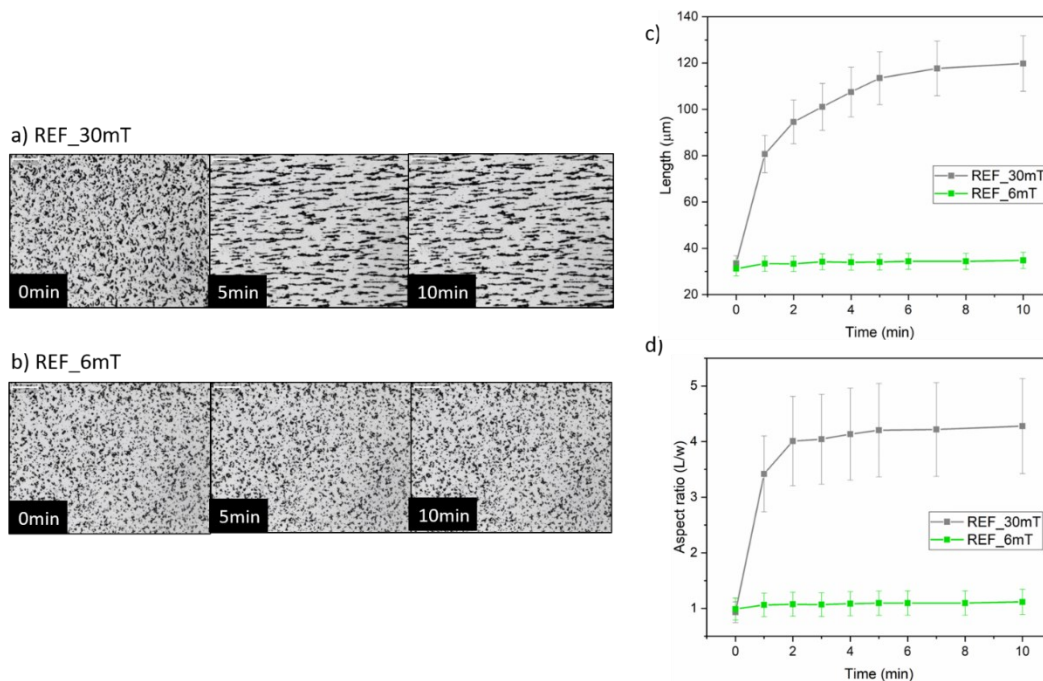 a) REF_30mT
0min
5min
10min
b) REF_6mT
0min
5min
10min
c)
140
120
100
80
60
40
20
Length (μm)
REF_30mT
REF_6mT
0 2 4 6 8 10
Time (min)
d)
5
4
3
2
1
Aspect ratio (L/w)
REF_30mT
REF_6mT
0 2 4 6 8 10
Time (min)